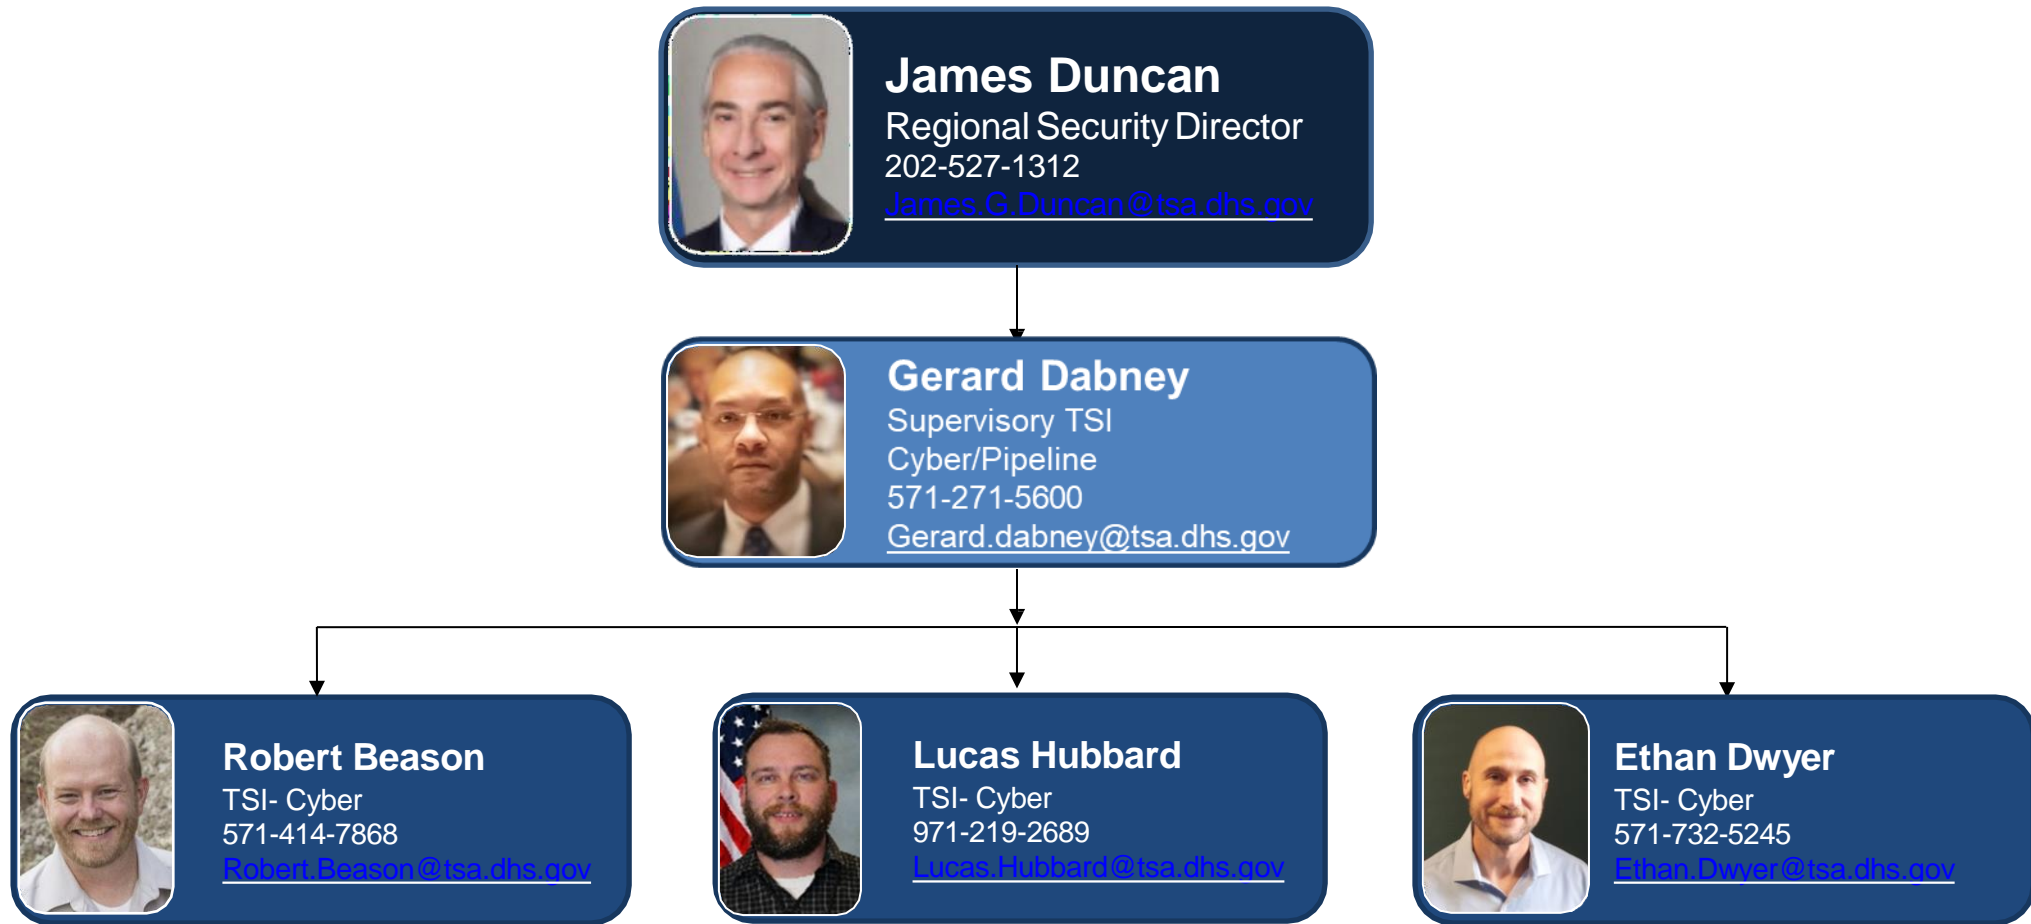 James Duncan
Regional Security Director
202-527-1312
James.G.Duncan@tsa.dhs.gov
Gerard Dabney
Supervisory TSI
Cyber/Pipeline
571-271-5600
Gerard.dabney@tsa.dhs.gov
Robert Beason
TSI- Cyber
571-414-7868
Robert.Beason@tsa.dhs.gov
Lucas Hubbard
TSI- Cyber
971-219-2689
Lucas.Hubbard@tsa.dhs.gov
Ethan Dwyer
TSI- Cyber
571-732-5245
Ethan.Dwyer@tsa.dhs.gov